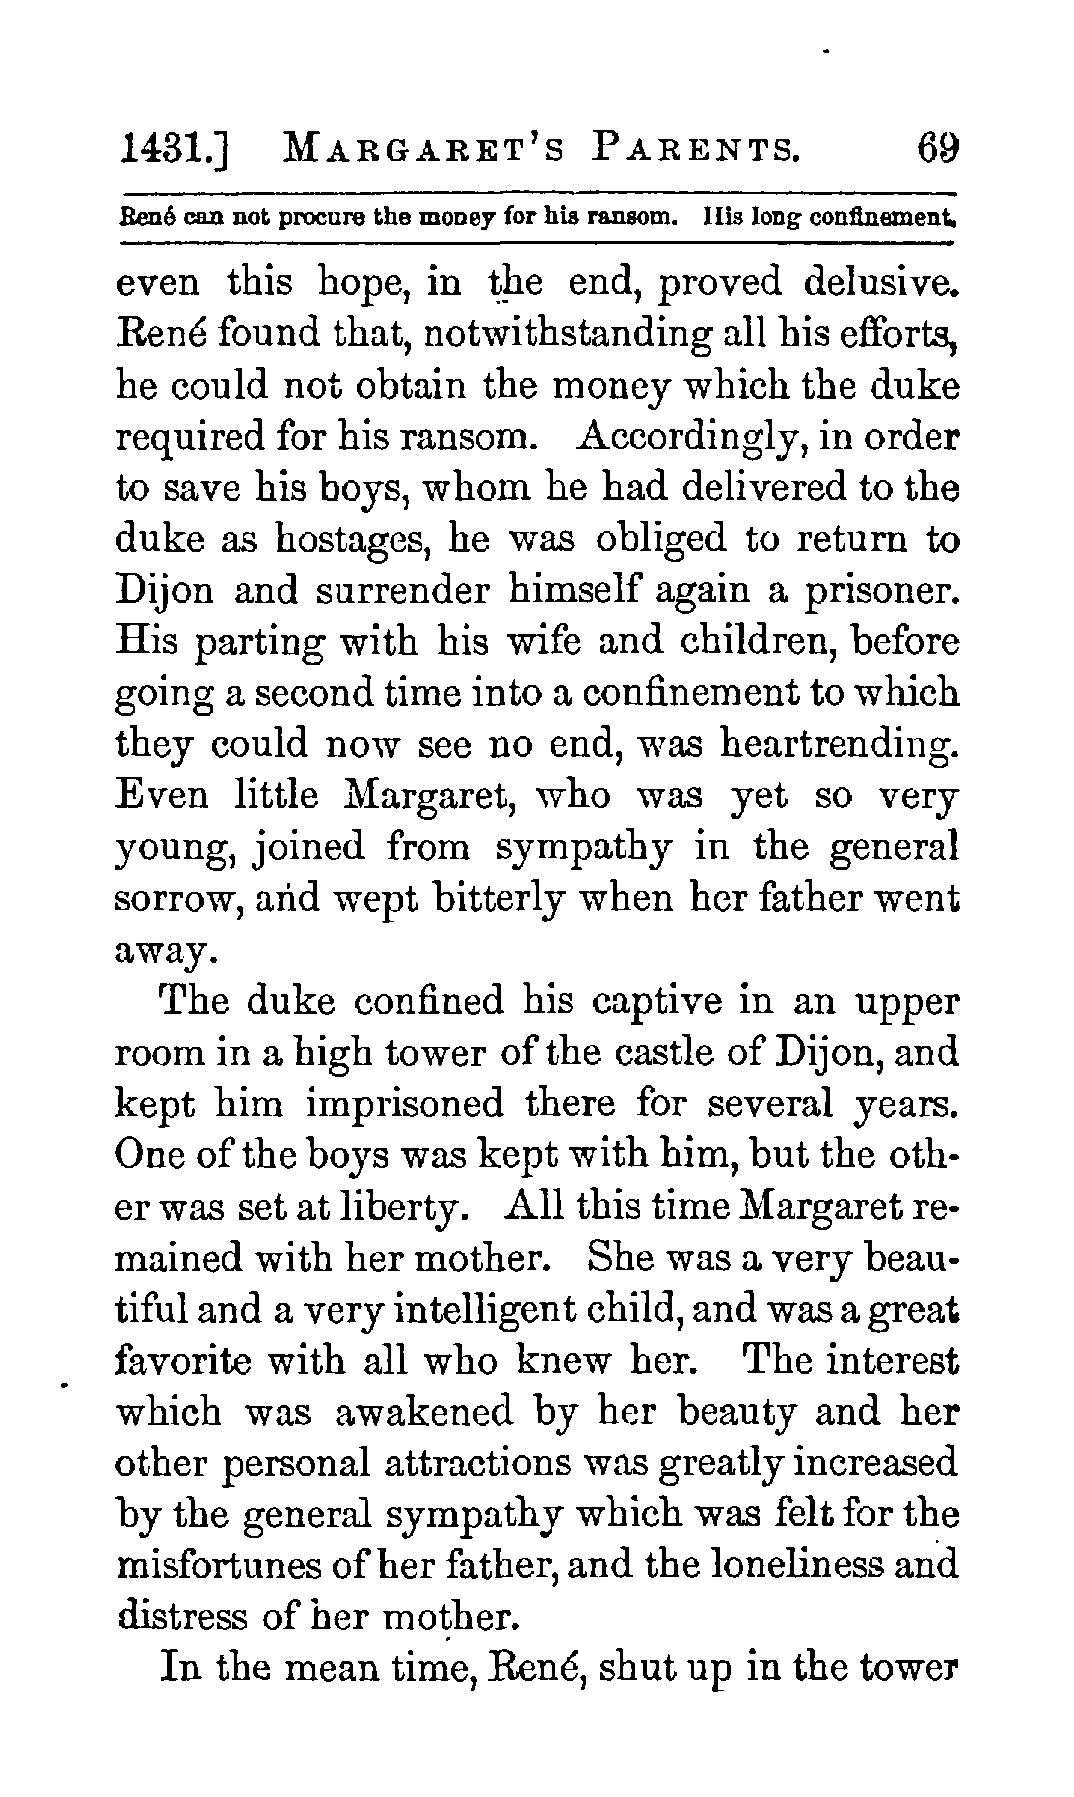 1431.] MARGARET'S PARENTS. 69
René can not procure the money for his ransom. His long confinement.
even this hope, in the end, proved delusive.
René found that, notwithstanding all his efforts,
he could not obtain the money which the duke
required for his ransom. Accordingly, in order
to save his boys, whom he had delivered to the
duke as hostages, he was obliged to return to
Dijon and surrender himself again a prisoner.
His parting with his wife and children, before
going a second time into a confinement to which
they could now see no end, was heartrending.
Even little Margaret, who was yet so very
young, joined from sympathy in the general
sorrow, and wept bitterly when her father went
away.
The duke confined his captive in an upper
room in a high tower of the castle of Dijon, and
kept him imprisoned there for several years.
One of the boys was kept with him, but the oth-
er was set at liberty. All this time Margaret re-
mained with her mother. She was a very beau-
tiful and a very intelligent child, and was a great
favorite with all who knew her. The interest
which was awakened by her beauty and her
other personal attractions was greatly increased
by the general sympathy which was felt for the
misfortunes of her father, and the loneliness and
distress of her mother.
In the mean time, René, shut up in the tower